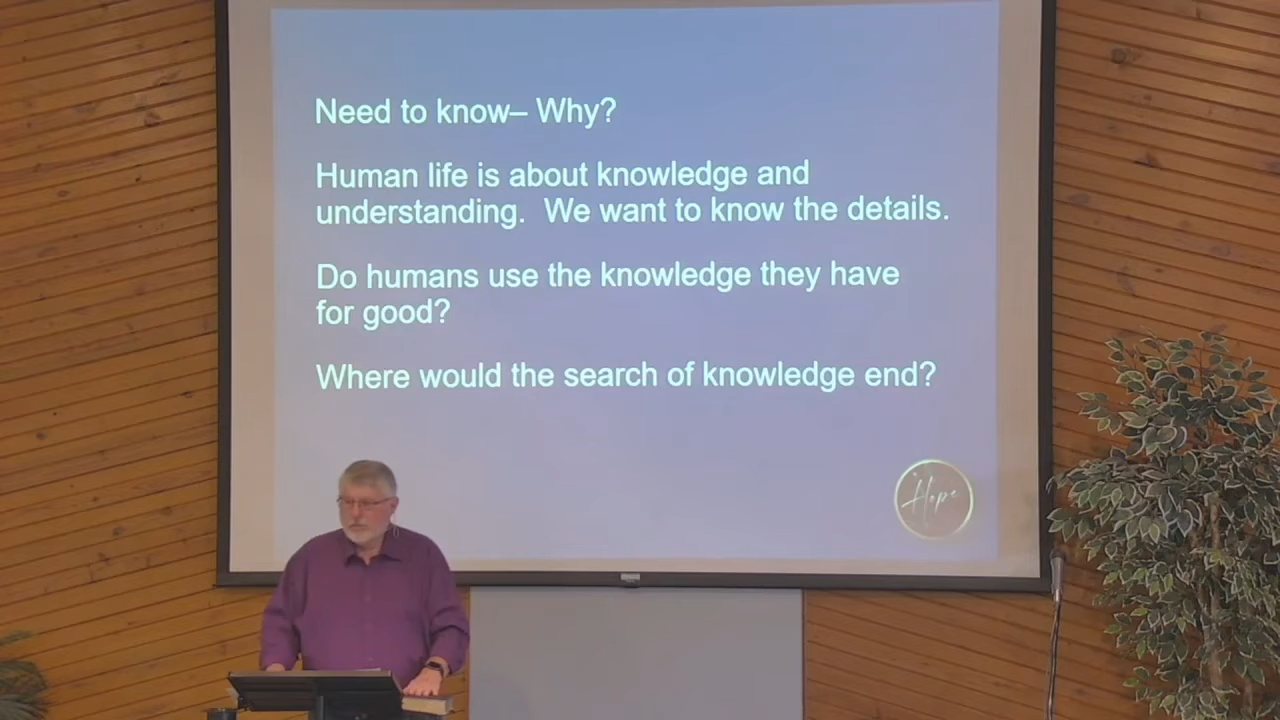 Need to know– Why?
Human life is about knowledge and
understanding.  We want to know the details.
Do humans use the knowledge they have
for good?
Where would the search of knowledge end?
Hope